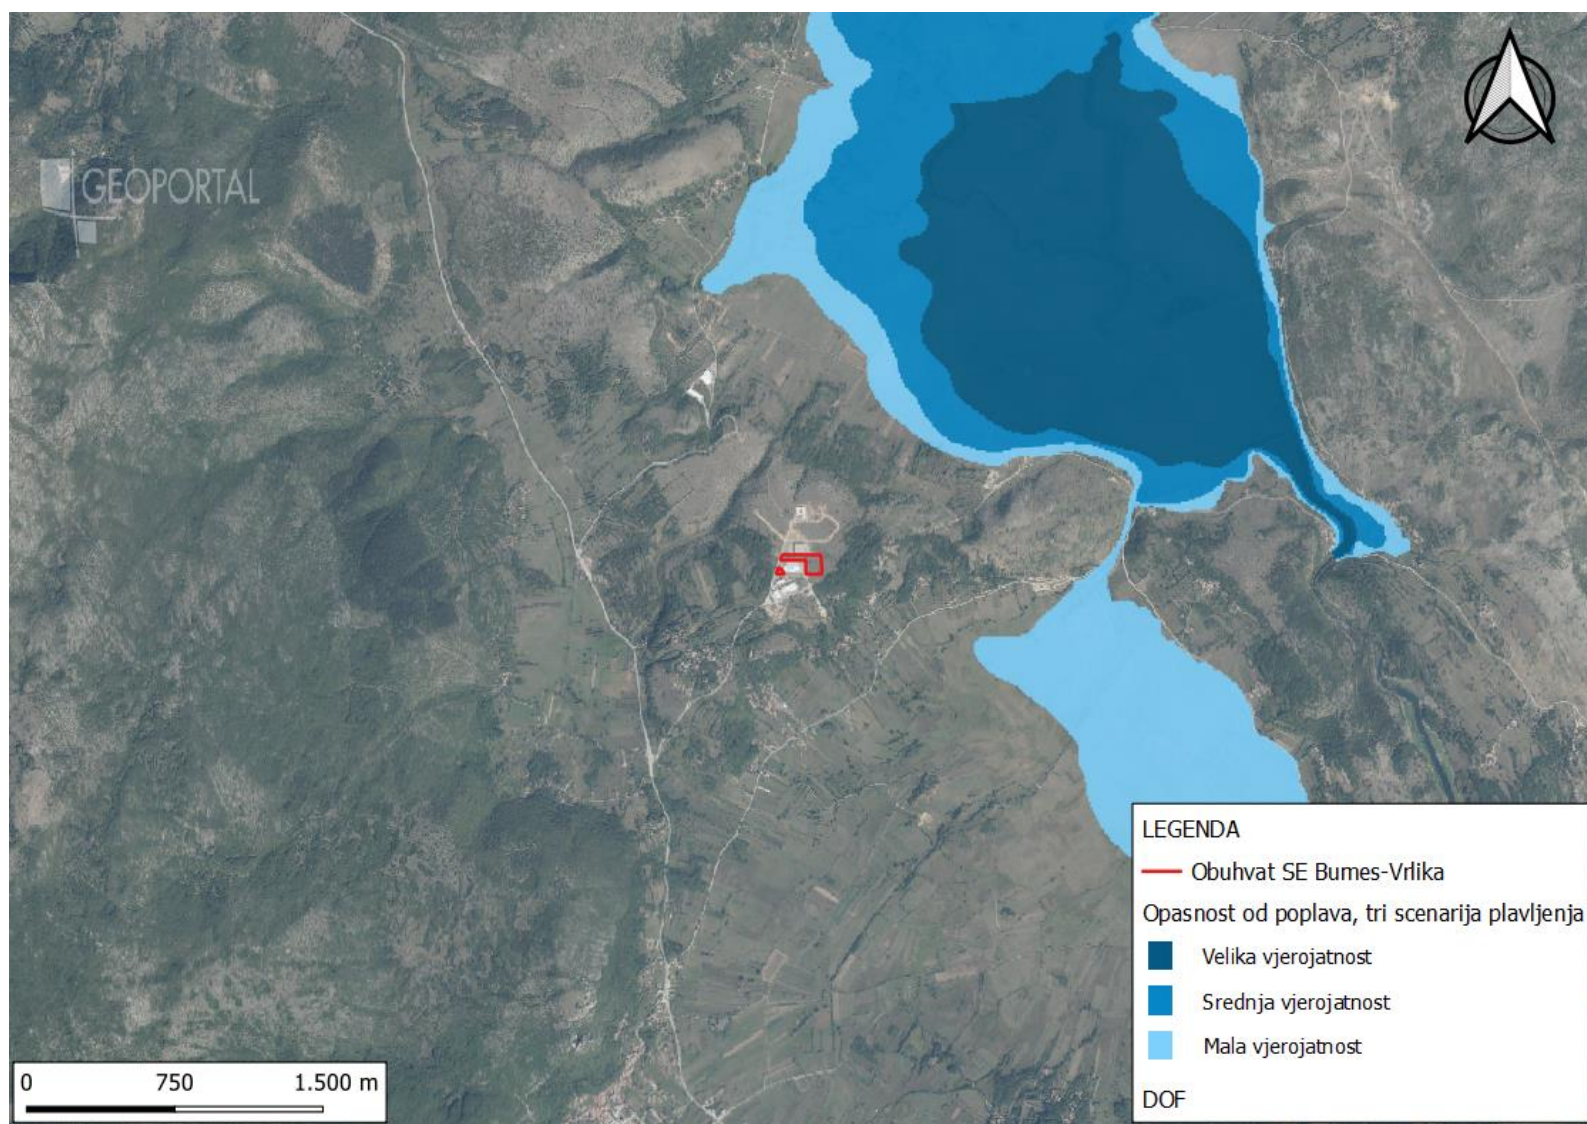 GEOPORTAL
LEGENDA
Obuhvat SE Bumes-Vrlika
Opasnost od poplava, tri scenarija plavljenja
Velika vjerojatnost
Srednja vjerojatnost
Mala vjerojatnost
DOF
0 750 1.500 m